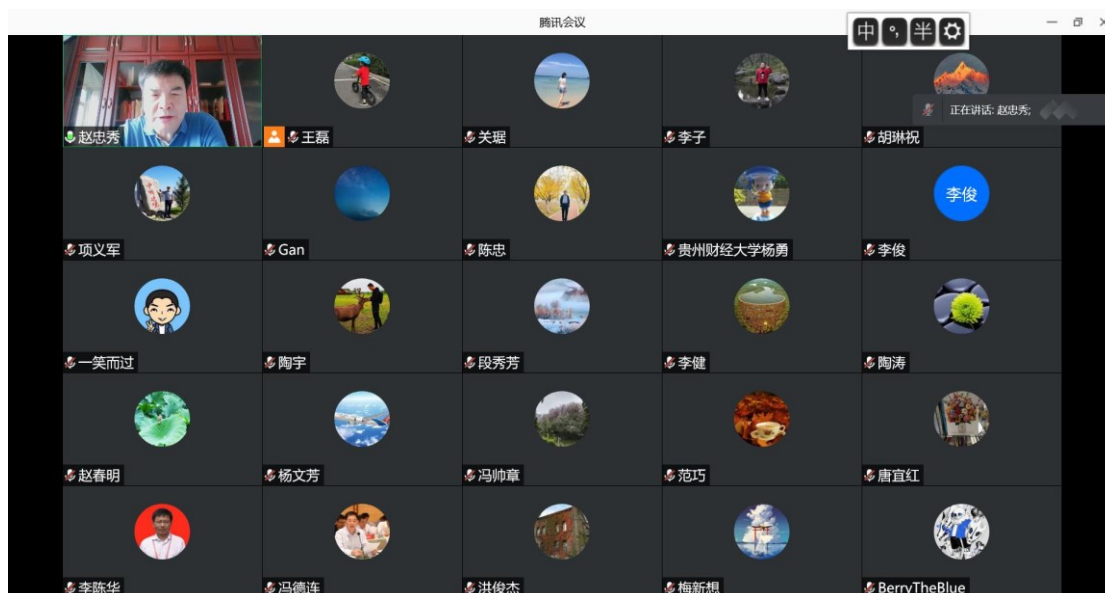 腾讯会议
中 °, 半
赵忠秀
王磊
关琚
李子
胡琳祝
正在讲话: 赵忠秀;
项义军
Gan
陈忠
贵州财经大学杨勇
李俊
李俊
一笑而过
陶宇
段秀芳
李健
陶涛
赵春明
杨文芳
冯帅章
范巧
唐宜红
李陈华
冯德连
洪俊杰
梅新想
BerryTheBlue